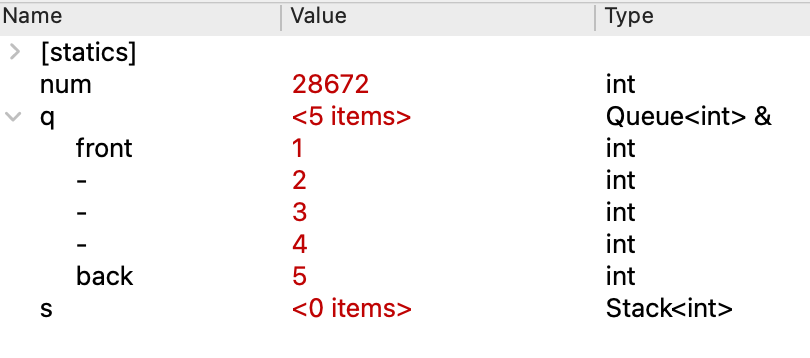 Name Value Type
[statics]
num 28672 int
q <5 items> Queue<int> &
front 1 int
- 2 int
- 3 int
- 4 int
back 5 int
s <0 items> Stack<int>